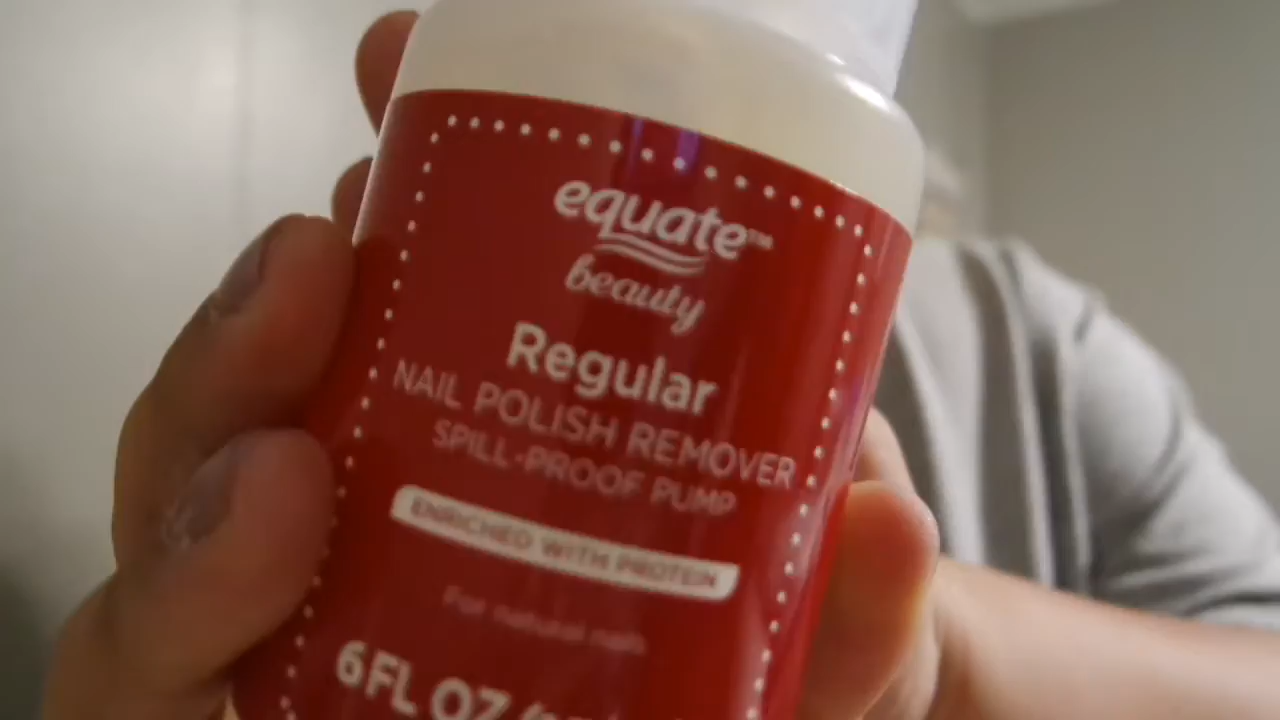 equate™
beauty
Regular
NAIL POLISH REMOVER
SPILL-PROOF PUMP
ENRICHED WITH PROTEIN
For natural nails
6 FL OZ